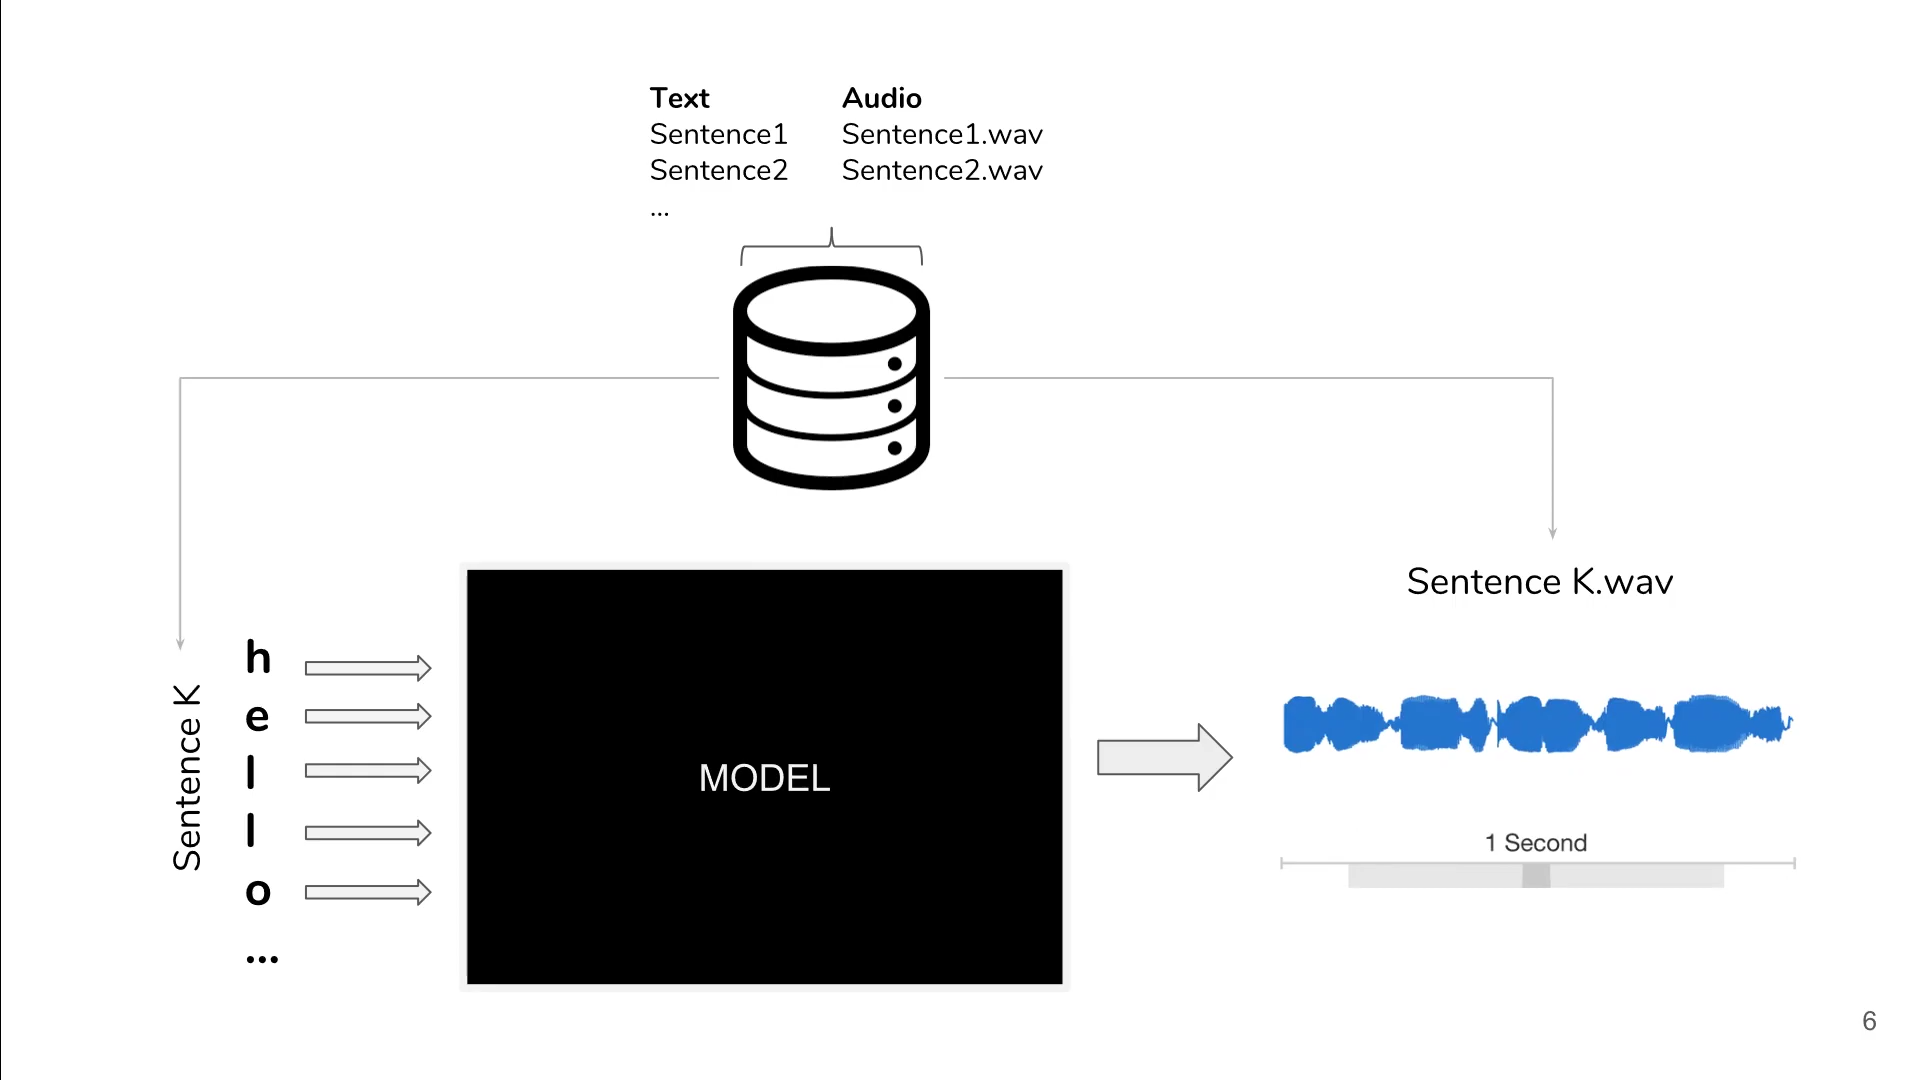 Text Audio
Sentence1 Sentence1.wav
Sentence2 Sentence2.wav
...
Sentence K.wav
Sentence K
h
e
l
l
o
...
MODEL
1 Second
6